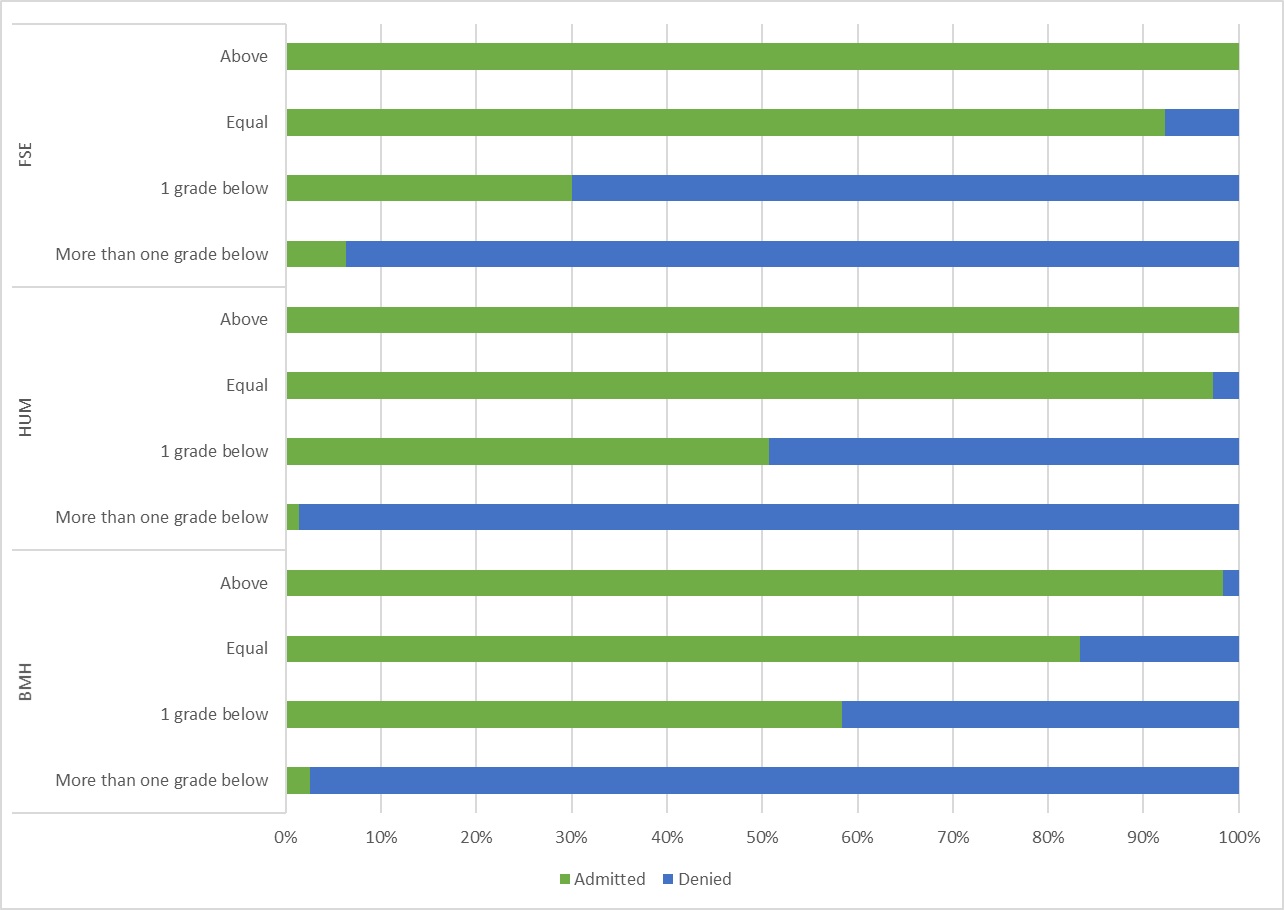 FSE
Above
Equal
1 grade below
More than one grade below
HUM
Above
Equal
1 grade below
More than one grade below
BMH
Above
Equal
1 grade below
More than one grade below
0% 10% 20% 30% 40% 50% 60% 70% 80% 90% 100%
Admitted Denied